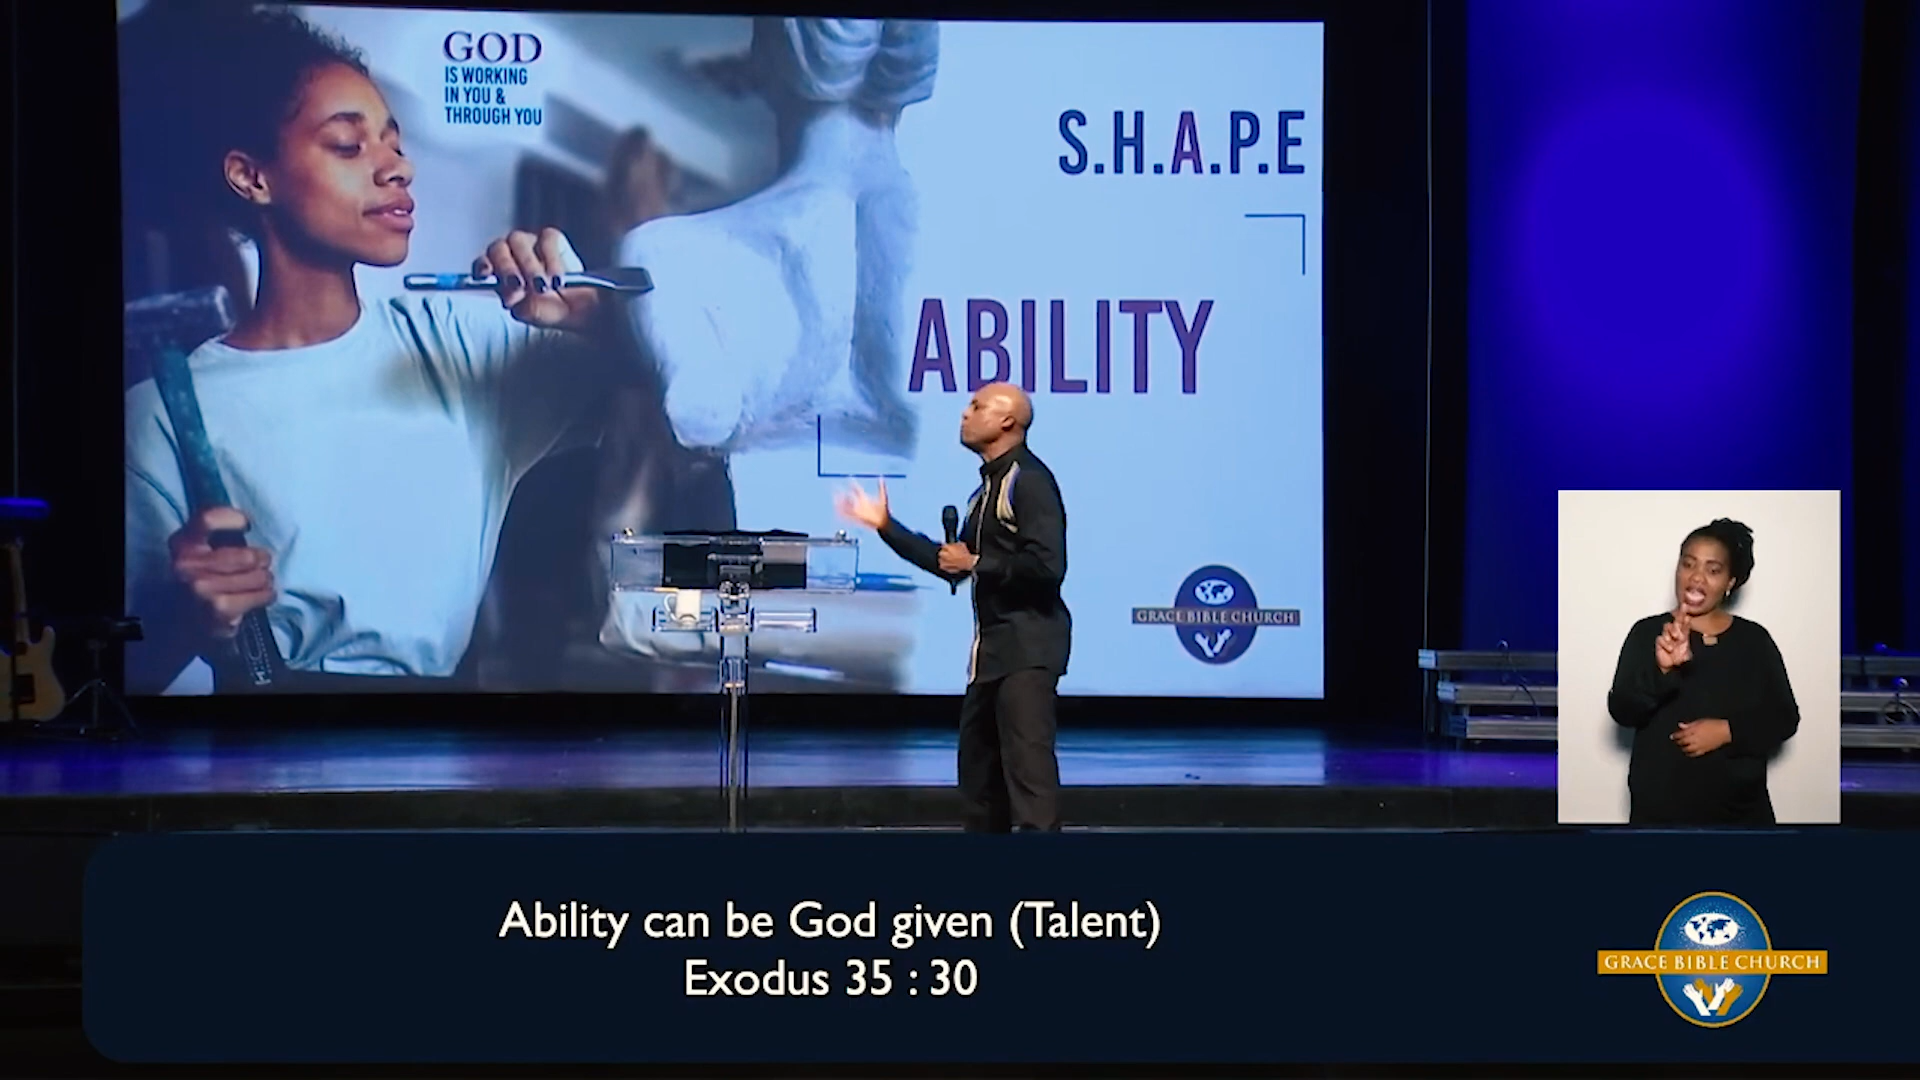 GOD
IS WORKING
IN YOU &
THROUGH YOU
S.H.A.P.E
ABILITY
GRACE BIBLE CHURCH
Ability can be God given (Talent)
Exodus 35 : 30
GRACE BIBLE CHURCH